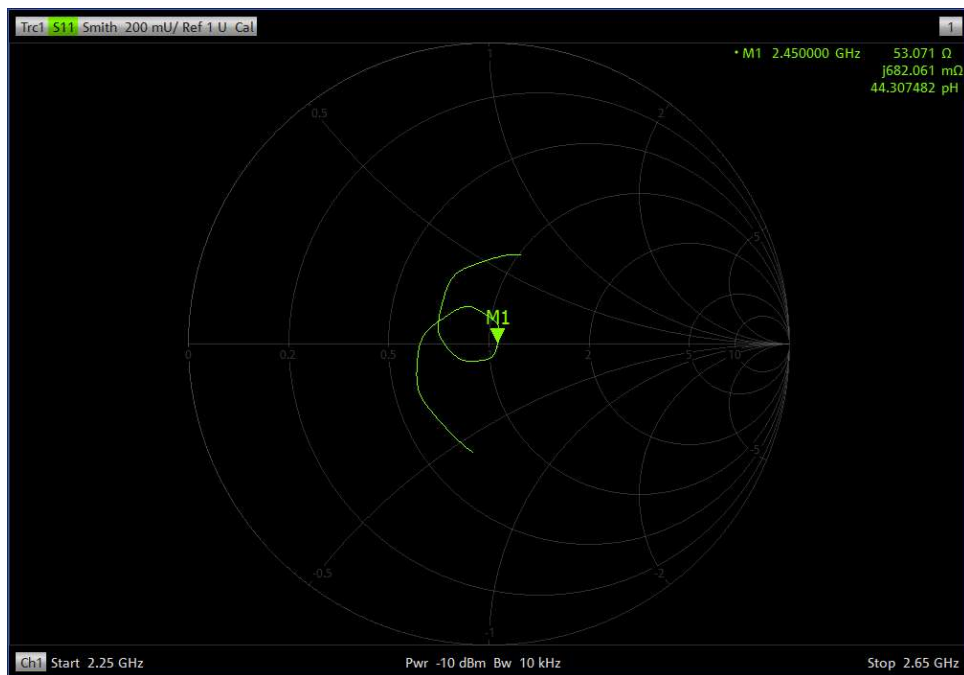 Trc1 S11 Smith 200 mU/ Ref 1 U Cal
1
• M1 2.450000 GHz 53.071 Ω
j682.061 mΩ
44.307482 pH
1
0.5
2
5
M1
0 0.2 0.5 1 2 5 10
-5
-0.5
-2
-1
Ch1 Start 2.25 GHz Pwr -10 dBm Bw 10 kHz Stop 2.65 GHz